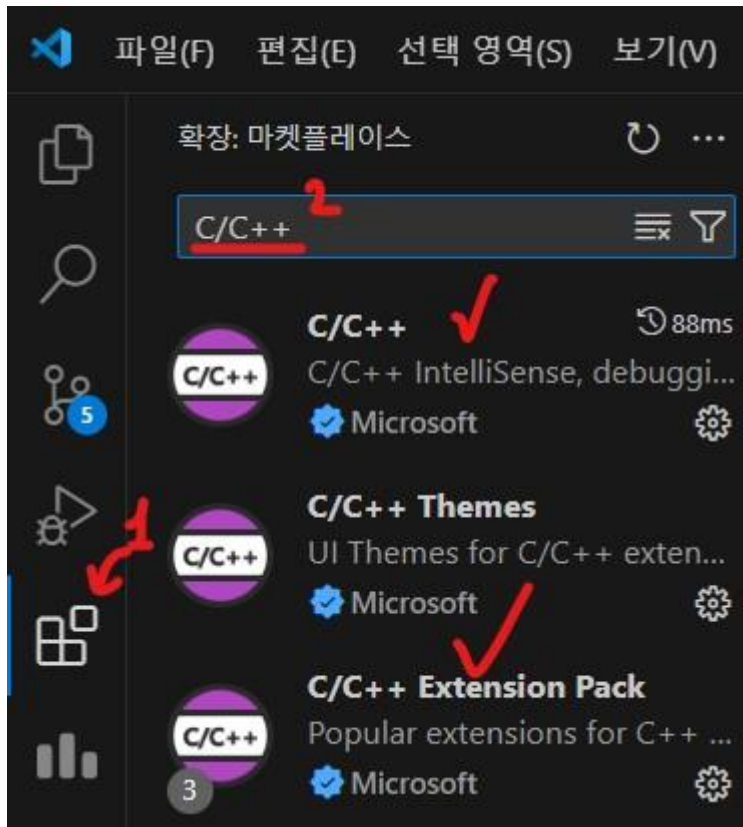 파일(F) 편집(E) 선택 영역(S) 보기(V)
확장: 마켓플레이스
2
C/C++
C/C++ 88ms
C/C++ C/C++ IntelliSense, debuggi...
Microsoft
5
C/C++ Themes
1
C/C++ UI Themes for C/C++ exten...
Microsoft
C/C++ Extension Pack
C/C++ Popular extensions for C++ ...
3 Microsoft